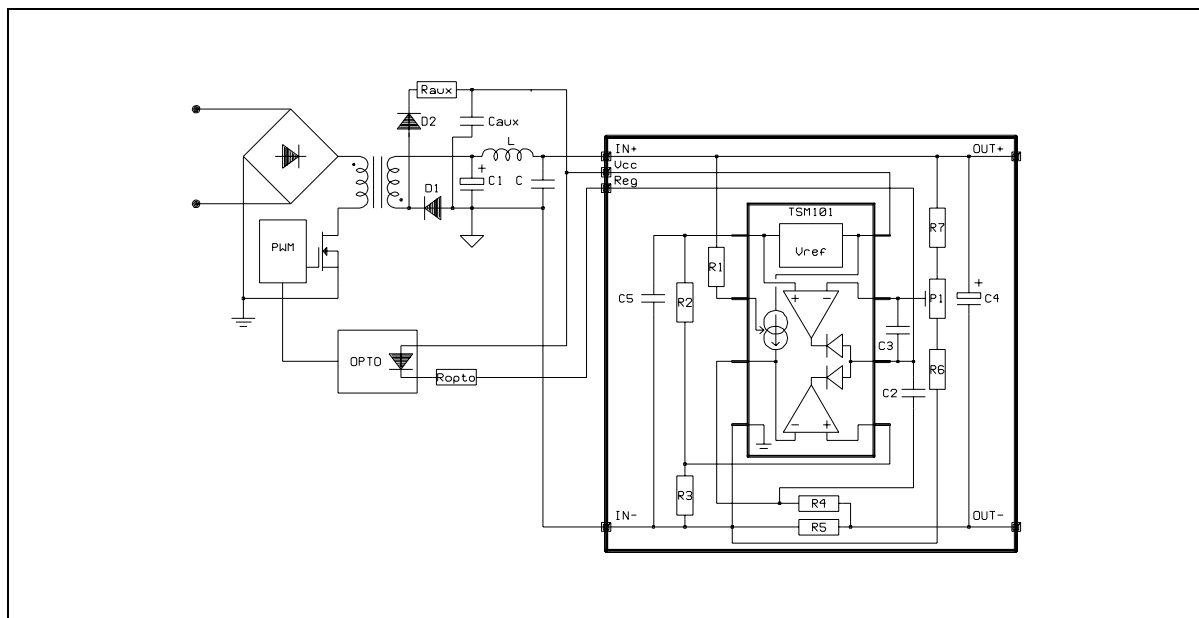 Raux
D2
Caux
L
IN+
OUT+
Vcc
Reg
C1
C
D1
TSM101
PWM
Vref
R7
R1
C5
R2
+
-
P1
+
C4
C3
OPTO
R6
Ropto
C2
-
+
R3
R4
IN-
OUT-
R5
+